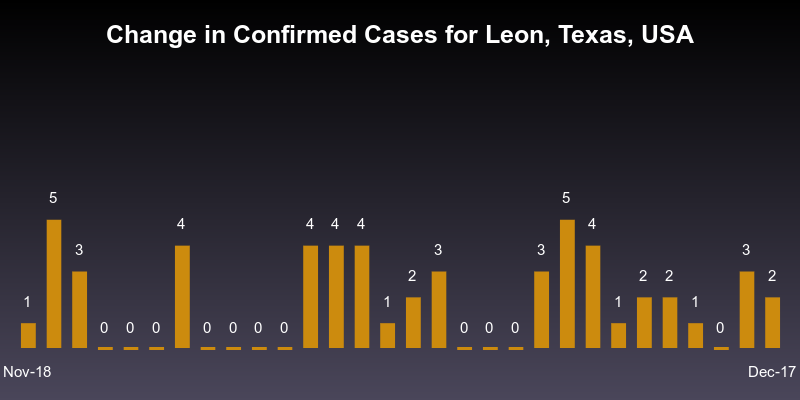 Change in Confirmed Cases for Leon, Texas, USA
1 5 3 0 0 0 4 0 0 0 0 4 4 4 1 2 3 0 0 0 3 5 4 1 2 2 1 0 3 2
Nov-18 Dec-17